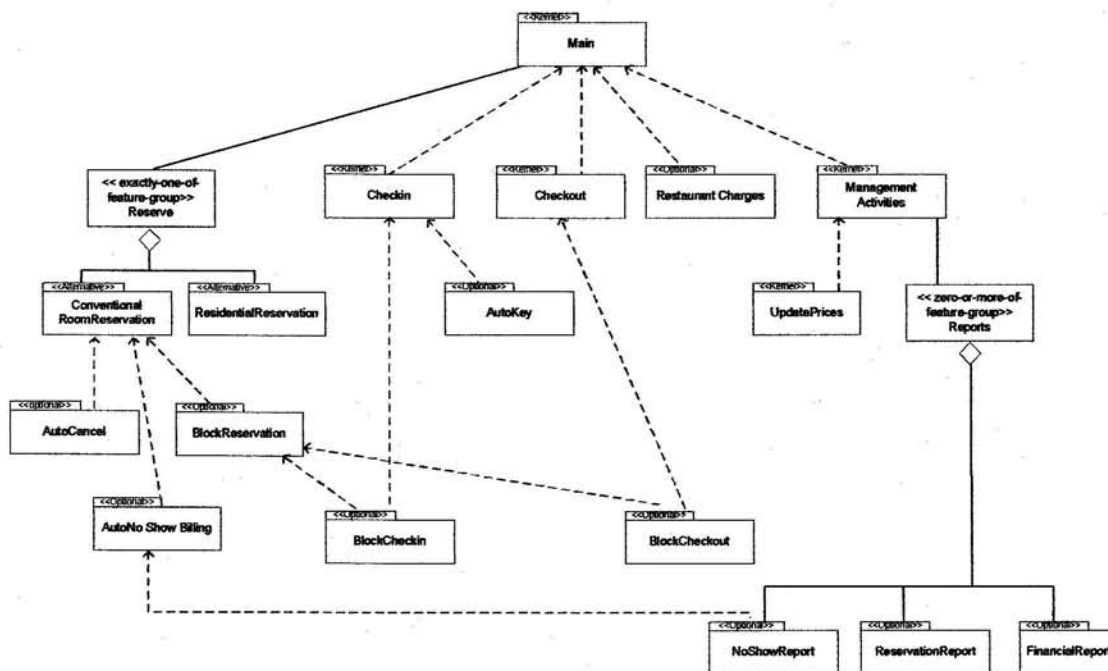 <<Kernel>>
Main
<< exactly-one-of-
feature-group>>
Reserve
<<Kernel>>
Checkin
<<Kernel>>
Checkout
<<Optional>>
Restaurant Charges
<<Kernel>>
Management
Activities
<<Alternative>>
Conventional
RoomReservation
<<Alternative>>
ResidentialReservation
<<Optional>>
AutoKey
<<Kernel>>
UpdatePrices
<< zero-or-more-of-
feature-group>>
Reports
<<optional>>
AutoCancel
<<Optional>>
BlockReservation
<<Optional>>
AutoNo Show Billing
<<Optional>>
BlockCheckin
<<Optional>>
BlockCheckout
<<Optional>>
NoShowReport
<<Optional>>
ReservationReport
<<Optional>>
FinancialReport